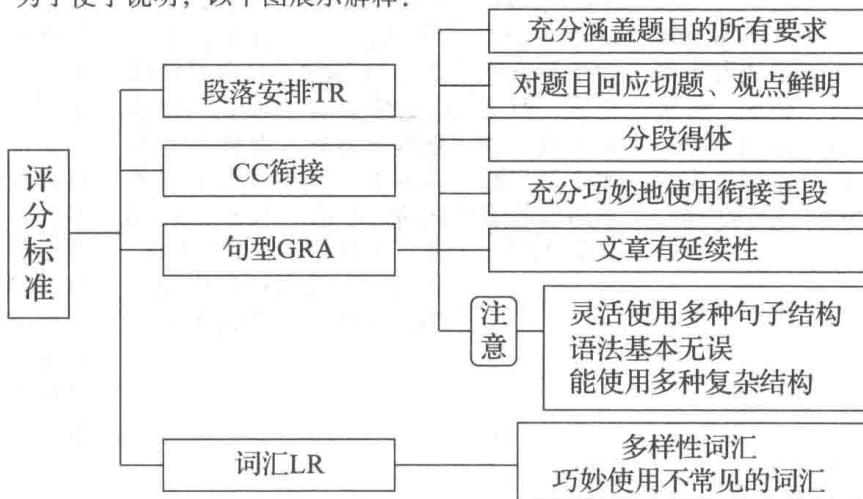 为了便于说明，以下图展示解释：
评分标准
段落安排TR
CC衔接
句型GRA
词汇LR
充分涵盖题目的所有要求
对题目回应切题、观点鲜明
分段得体
充分巧妙地使用衔接手段
文章有延续性
注意
灵活使用多种句子结构
语法基本无误
能使用多种复杂结构
多样性词汇
巧妙使用不常见的词汇